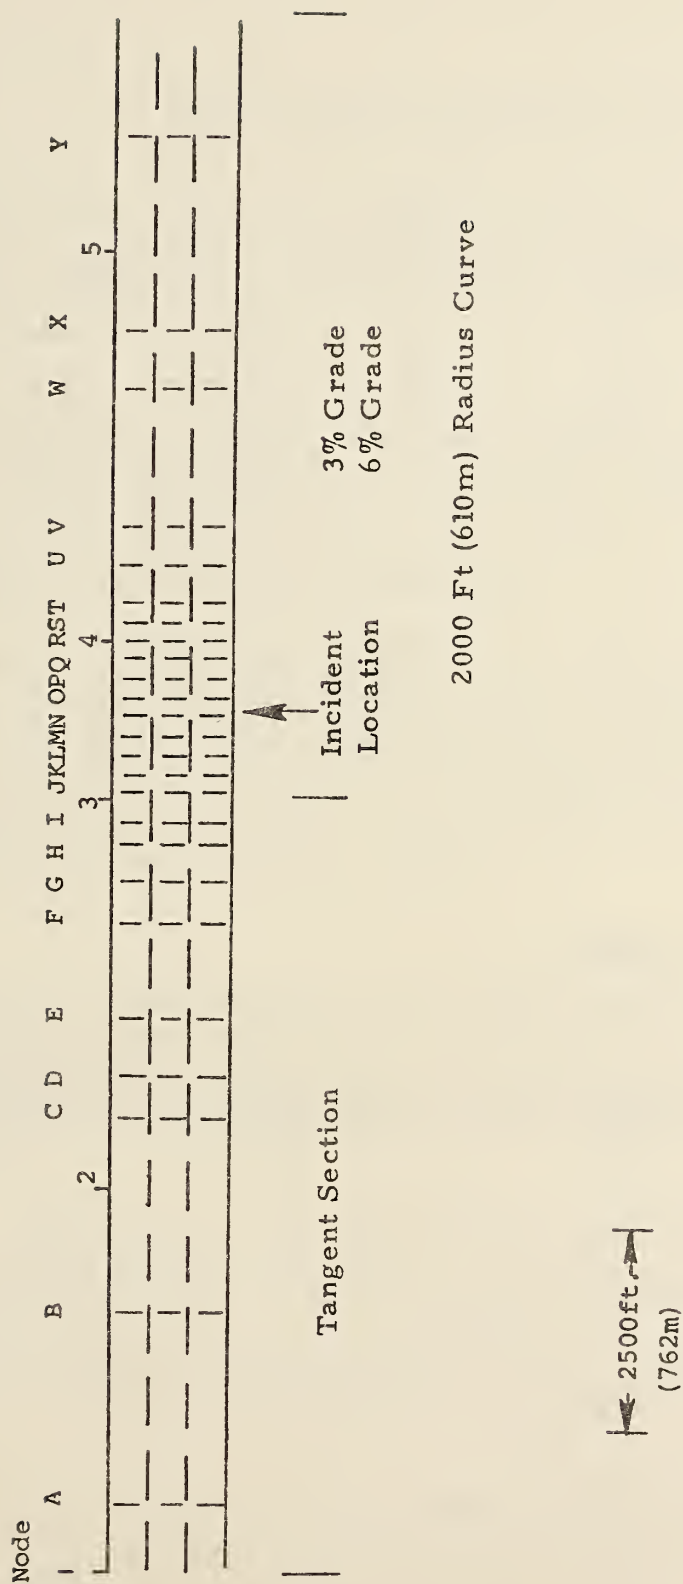 Node
A B C D E F G H I JKLMN OPQ RST U V W X Y
1 2 3 4 5
Tangent Section
Incident
Location
3% Grade
6% Grade
2000 Ft (610m) Radius Curve
2500ft.
(762m)